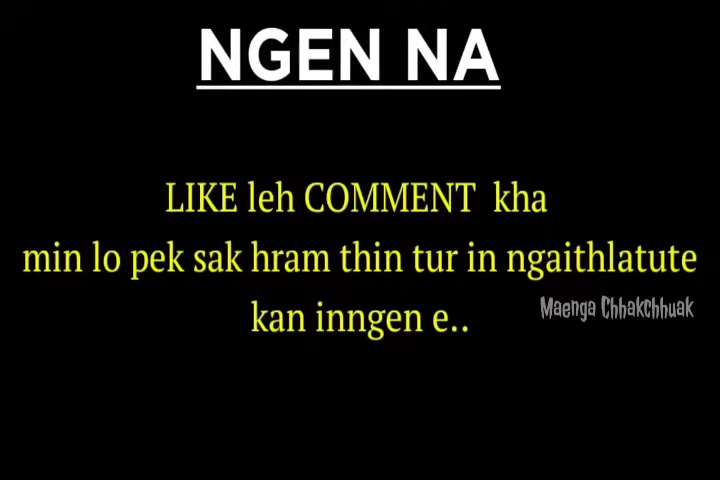 NGEN NA
LIKE leh COMMENT kha
min lo pek sak hram thin tur in ngaithlatute
kan inngen e..
Maenga Chhakchhuak